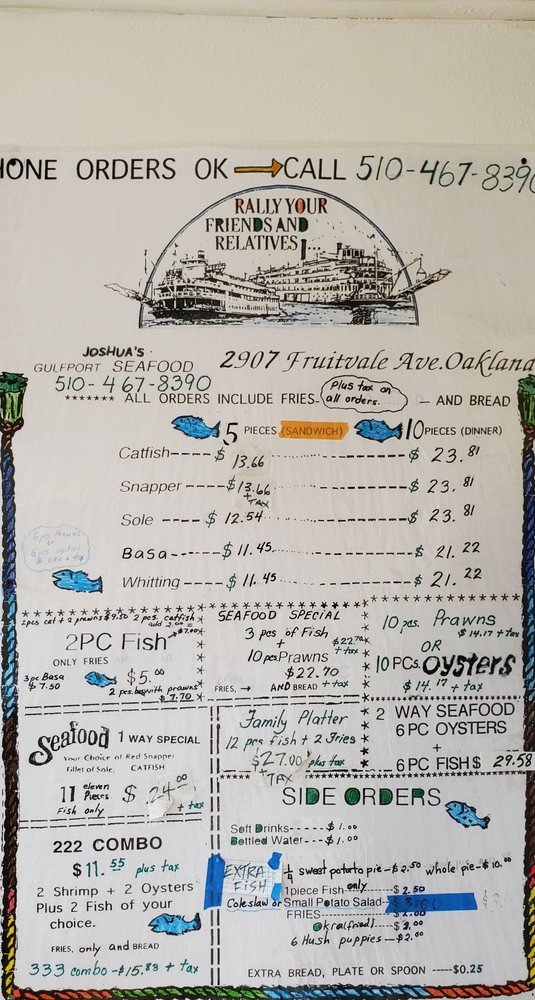 HONE ORDERS OK → CALL 510-467-8390
RALLY YOUR
FRIENDS AND
RELATIVES...
JOSHUA'S
GULFPORT SEAFOOD
2907 Fruitvale Ave. Oakland
510-467-8390
******* ALL ORDERS INCLUDE FRIES- Plus tax on all orders. - AND BREAD
5 PIECES (SANDWICH) 10 PIECES (DINNER)
Catfish---- $ 13.66 ---- $ 23.81
Snapper ---- $13.66 + TAX ---- $ 23.81
Sole ---- $ 12.54 ---- $ 23.81
Basa ---- $ 11.45 ---- $ 21.22
Whitting ---- $ 11.45 ---- $ 21.22
6 pcs Prawns
or
2 pcs. catfish
$7.00
2PC Fish
ONLY FRIES
$5.00
3pc Basa
$7.50
2 pcs. basa with prawns
$7.70
SEAFOOD SPECIAL
3 pcs of Fish
+
10 pcs Prawns
$22.70
+ tax
$22.70
FRIES, → AND BREAD + tax
10 pcs. Prawns
$14.17 + tax
OR
10 PCs. OYSTERS
$14.17 + tax
Seafood 1 WAY SPECIAL
Your Choice of Red Snapper
Fillet of Sole, CATFISH
11 eleven Pieces
Fish only
$ 24.00
+ tax
Family Platter
12 pcs fish + 2 Fries
$27.00 plus tax
+
TAX
2 WAY SEAFOOD
6 PC OYSTERS
+
6 PC FISH $ 29.58
222 COMBO
$11.55 plus tax
2 Shrimp + 2 Oysters
Plus 2 Fish of your
choice.
FRIES, only and BREAD
333 combo - $15.83 + tax
SIDE ORDERS
Soft Drinks------$1.00
Bottled Water----$1.00
EXTRA
FISH
1/4 sweet potato pie-$2.50 whole pie-$10.00
1piece Fish only $2.50
Coleslaw or Small Potato Salad-- $3.00
FRIES---------$2.00
Okra(fried) $3.00
6 Hush puppies-$2.00
EXTRA BREAD, PLATE OR SPOON -----$0.25